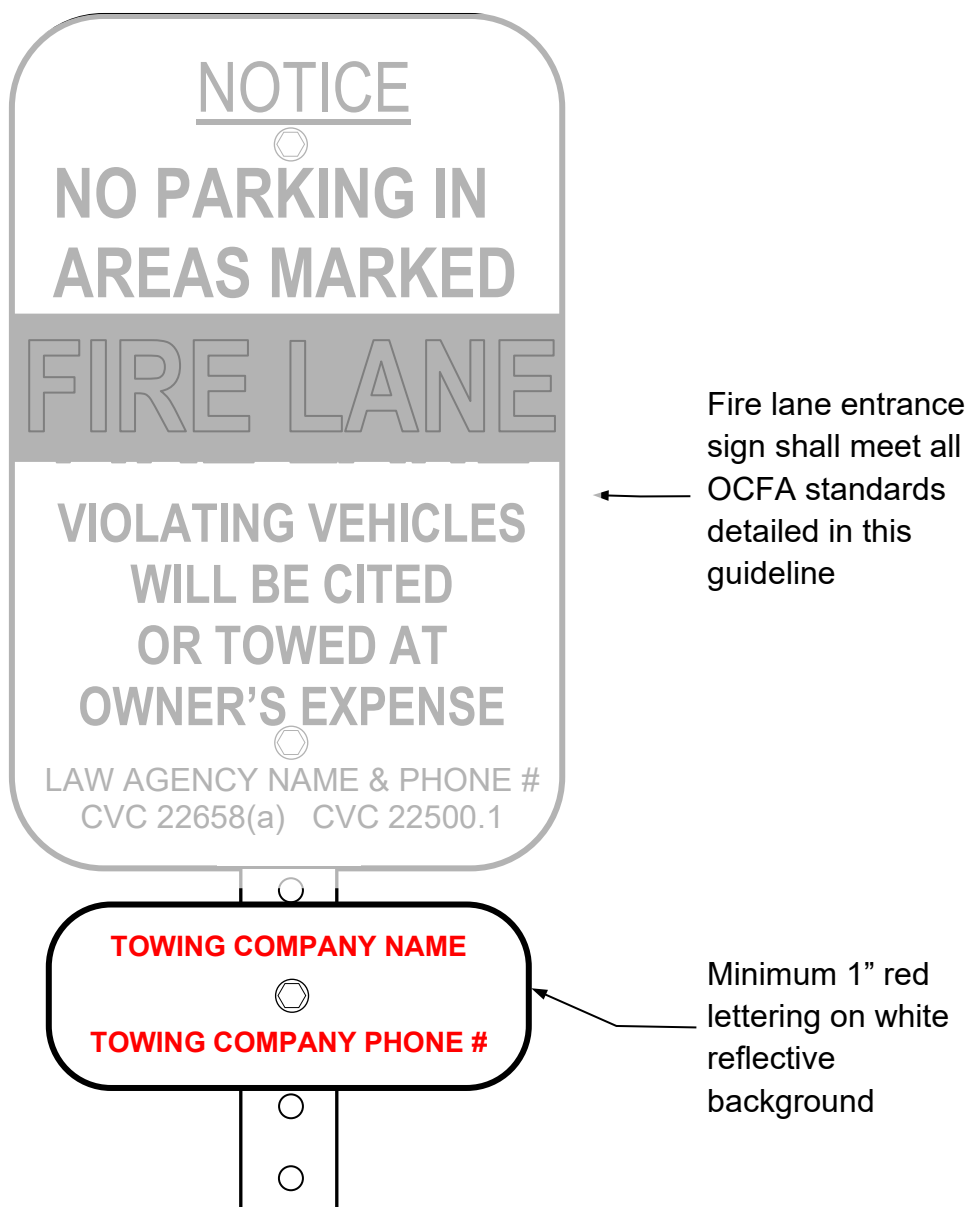 NOTICE
NO PARKING IN
AREAS MARKED
FIRE LANE
VIOLATING VEHICLES
WILL BE CITED
OR TOWED AT
OWNER’S EXPENSE
LAW AGENCY NAME & PHONE #
CVC 22658(a) CVC 22500.1
TOWING COMPANY NAME
TOWING COMPANY PHONE #
Fire lane entrance
sign shall meet all
OCFA standards
detailed in this
guideline
Minimum 1” red
lettering on white
reflective
background